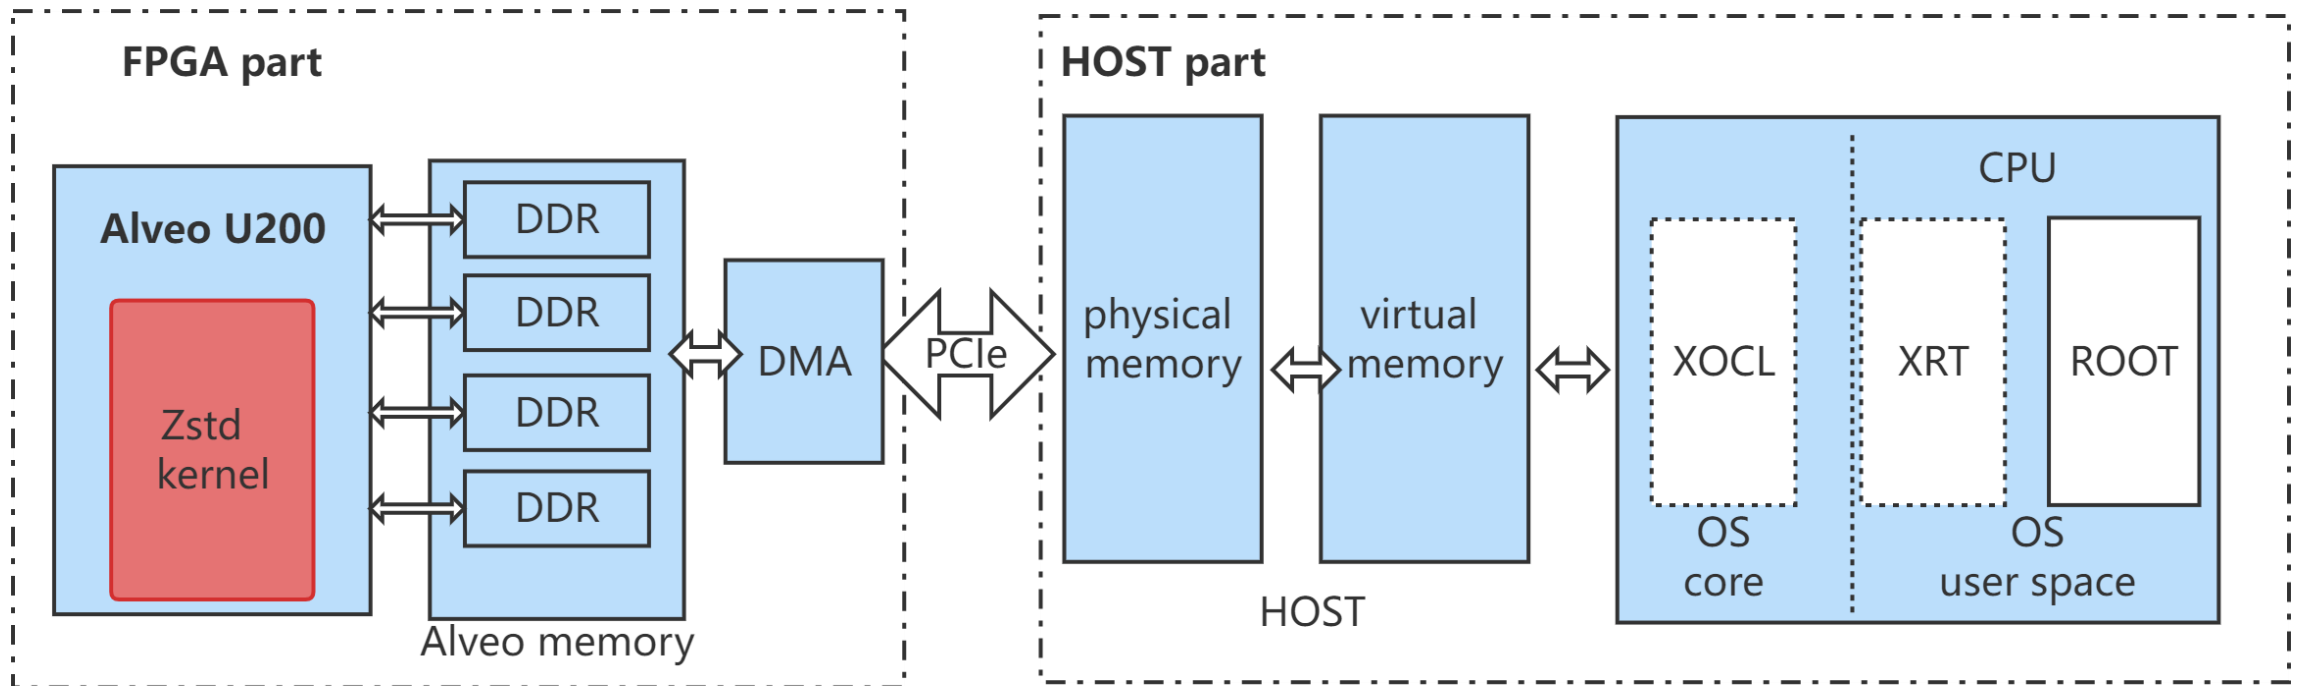 FPGA part
Alveo U200
Zstd
kernel
DDR
DDR
DDR
DDR
Alveo memory
DMA
PCIe
HOST part
physical
memory
virtual
memory
HOST
CPU
XOCL
XRT
ROOT
OS
core
OS
user space